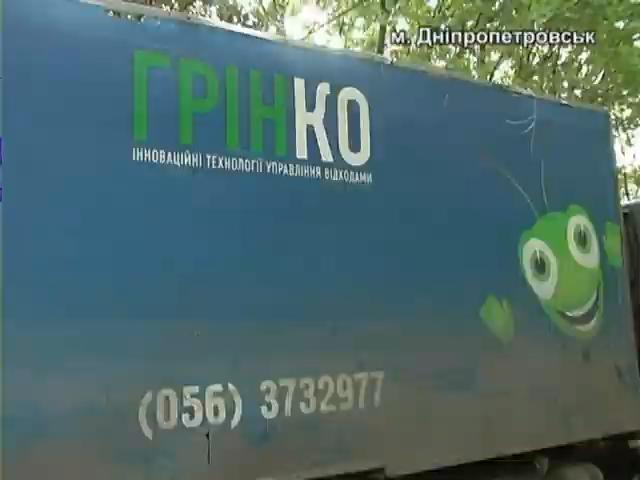 м. Дніпропетровськ
ГРІНКО
ІННОВАЦІЙНІ ТЕХНОЛОГІЇ УПРАВЛІННЯ ВІДХОДАМИ
(056) 3732977